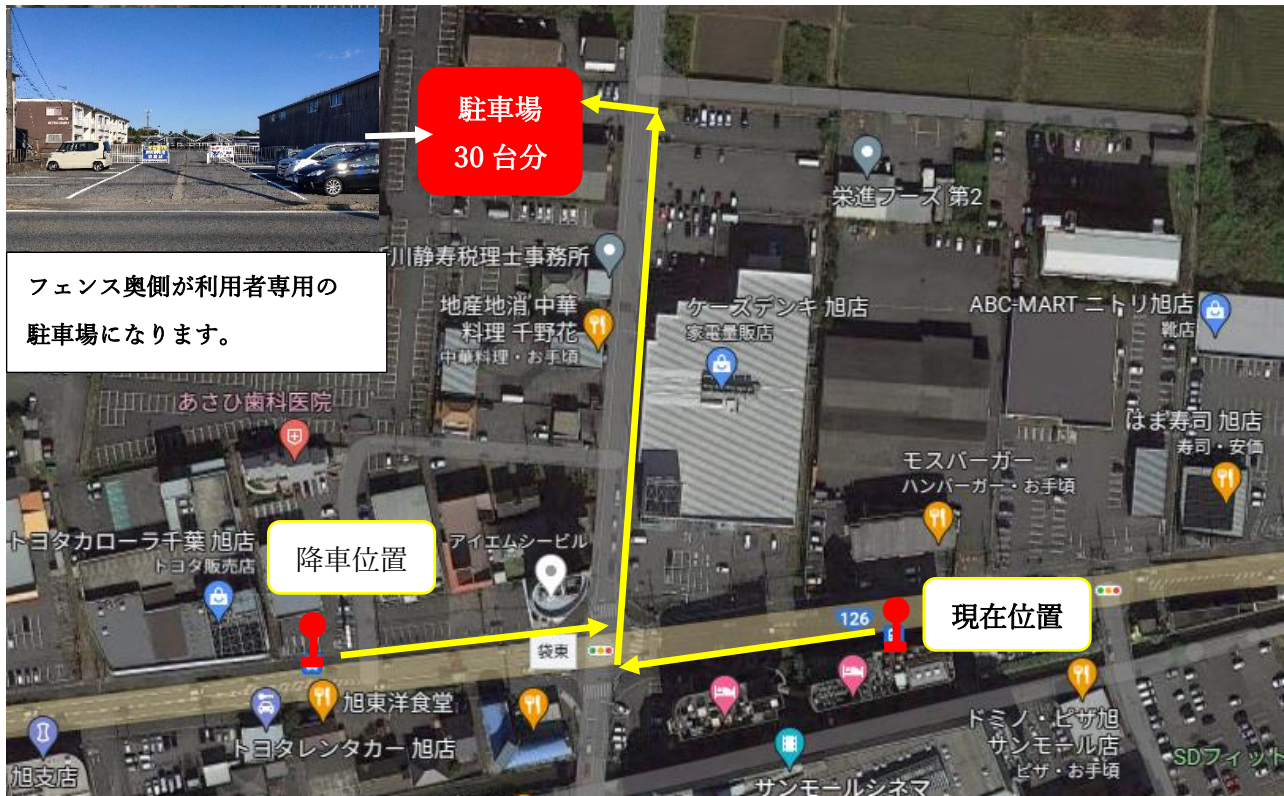 駐車場
30 台分
フェンス奥側が利用者専用の
駐車場になります。
栄進フーズ 第2
川静寿税理士事務所
地産地消 中華
料理 千野花
中華料理・お手頃
ケーズデンキ 旭店
家電量販店
ABC-MART ニトリ旭店
靴店
あさひ歯科医院
はま寿司 旭店
寿司・安価
モスバーガー
ハンバーガー・お手頃
トヨタカローラ千葉 旭店
トヨタ販売店
降車位置
アイエムシービル
126
現在位置
袋東
旭東洋食堂
トヨタレンタカー 旭店
旭支店
ドミノ・ピザ旭
サンモール店
ピザ・お手頃
SDフィット
サンモールシネマ